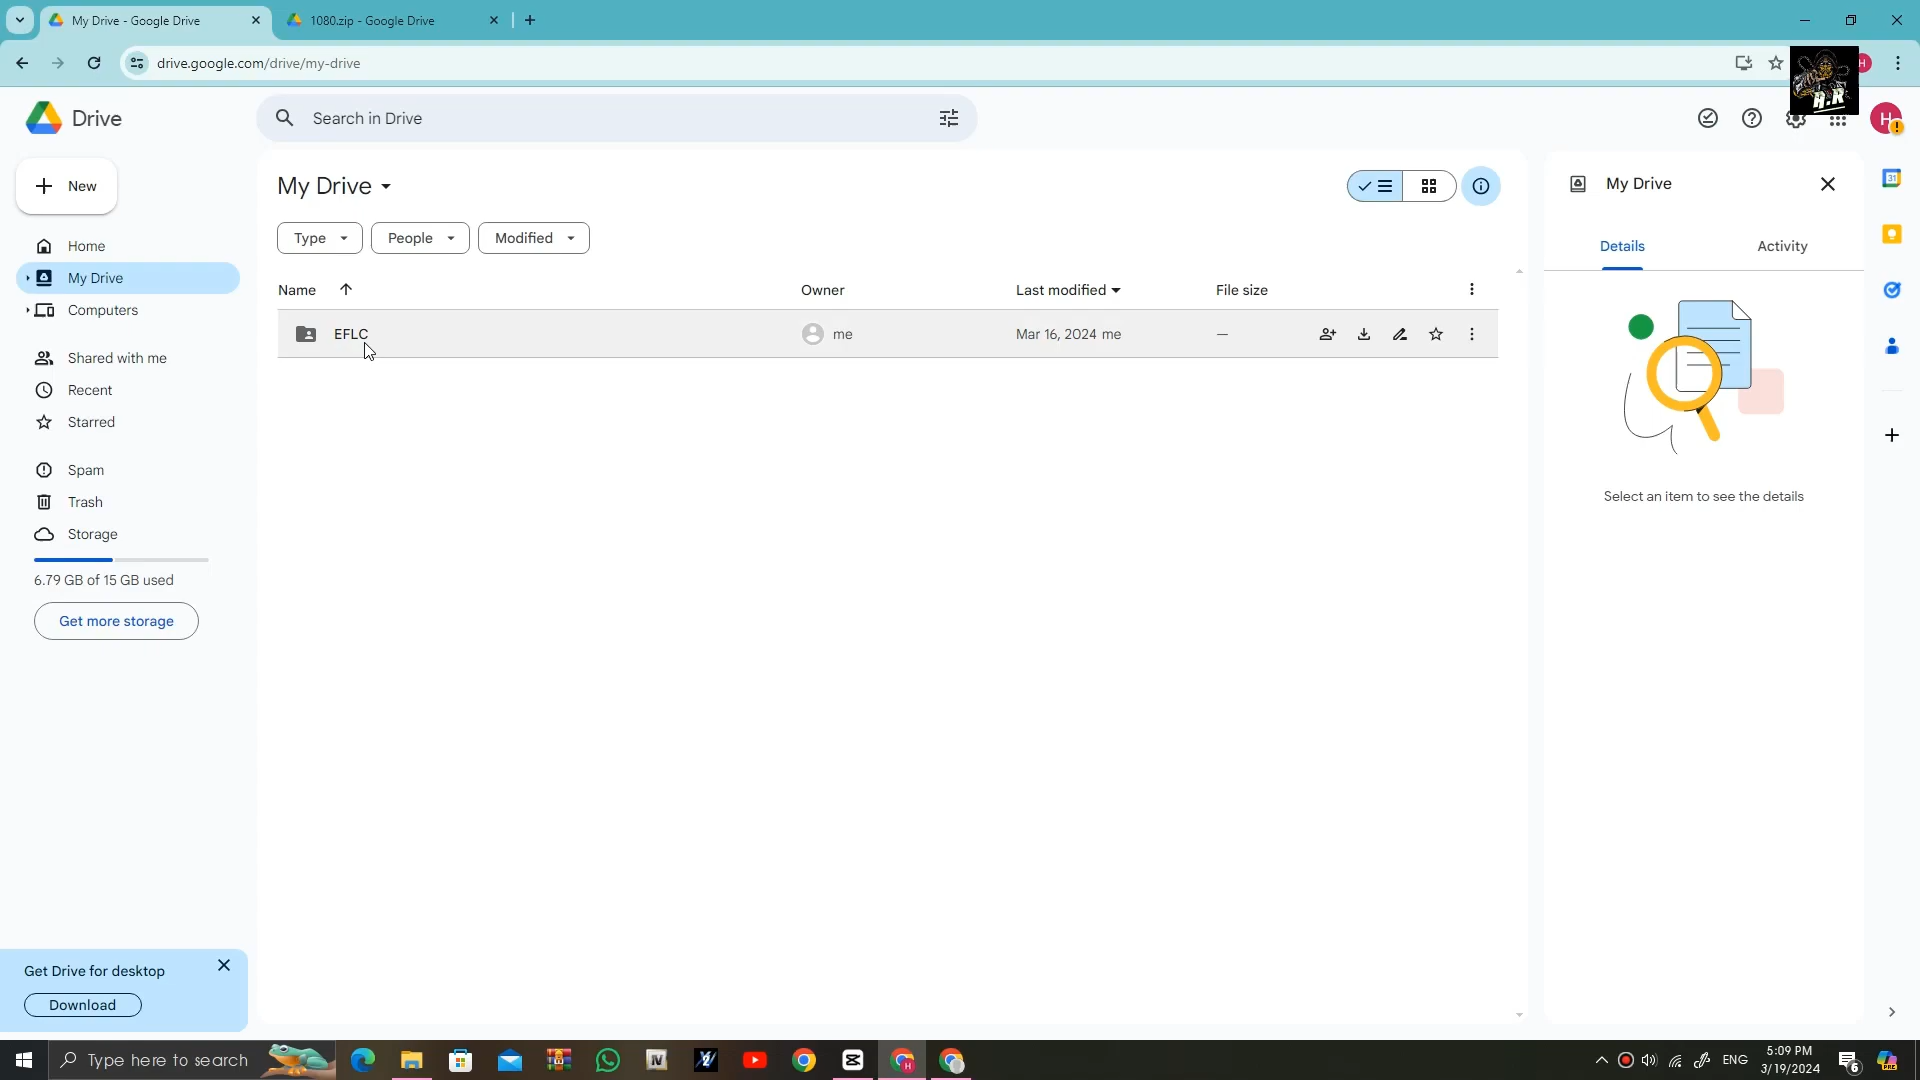 My Drive - Google Drive
1080.zip - Google Drive
drive.google.com/drive/my-drive
H
A.R
Drive
Search in Drive
H
New
My Drive
My Drive
31
Type
People
Modified
Home
Details
Activity
My Drive
Name
Owner
Last modified
File size
Computers
EFLC
me
Mar 16, 2024 me
—
Shared with me
Recent
Starred
Spam
Select an item to see the details
Trash
Storage
6.79 GB of 15 GB used
Get more storage
Get Drive for desktop
Download
Type here to search
IV
ENG
5:09 PM
3/19/2024
6
PRE